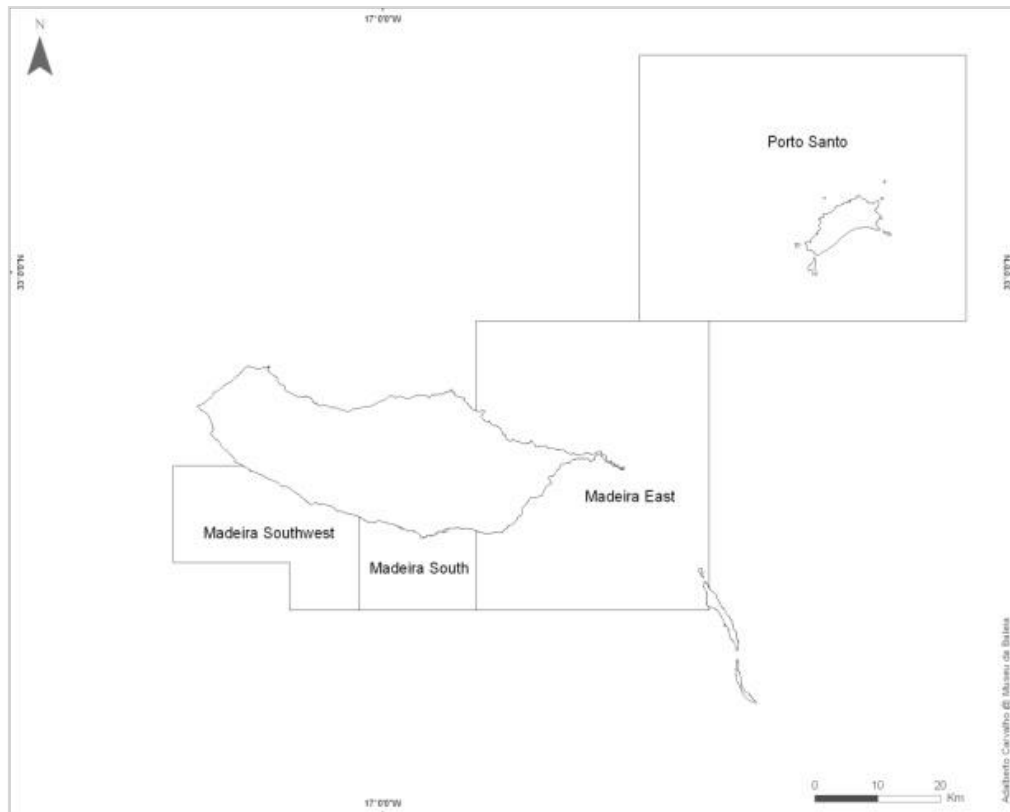 N
17°0'0"W
Porto Santo
33°0'0"N
33°0'0"N
Madeira East
Madeira Southwest
Madeira South
Adalberto Carvalho @ Museu da Baleia
0 10 20
Km
17°0'0"W